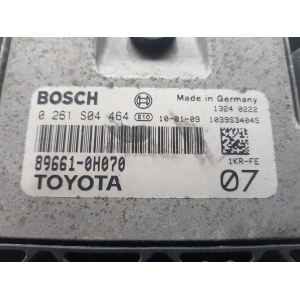 BOSCH Made in Germany
1324 0222
0 261 S04 464 610 10-01-09 1039S34045
89661-0H070 1KR-FE
TOYOTA 07